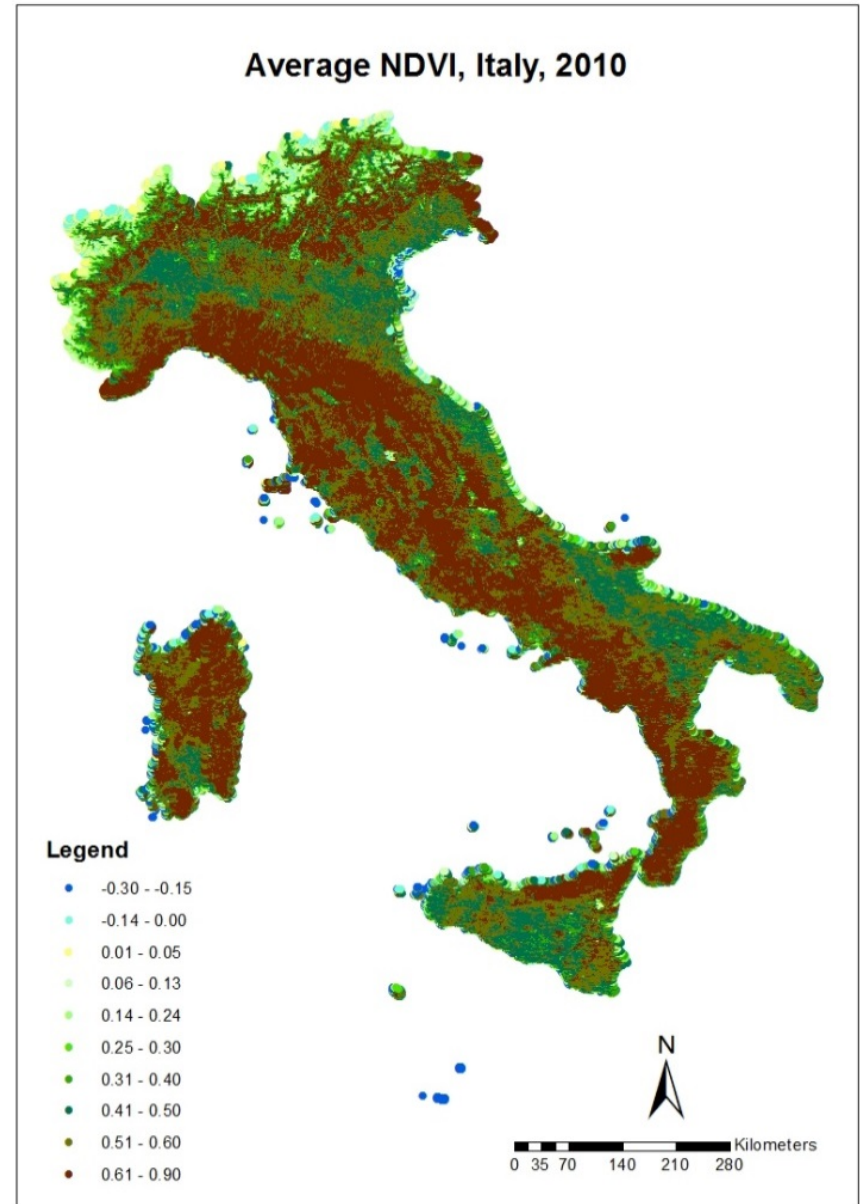 Average NDVI, Italy, 2010
Legend
-0.30 - -0.15
-0.14 - 0.00
0.01 - 0.05
0.06 - 0.13
0.14 - 0.24
0.25 - 0.30
0.31 - 0.40
0.41 - 0.50
0.51 - 0.60
0.61 - 0.90
N
Kilometers
0 35 70 140 210 280